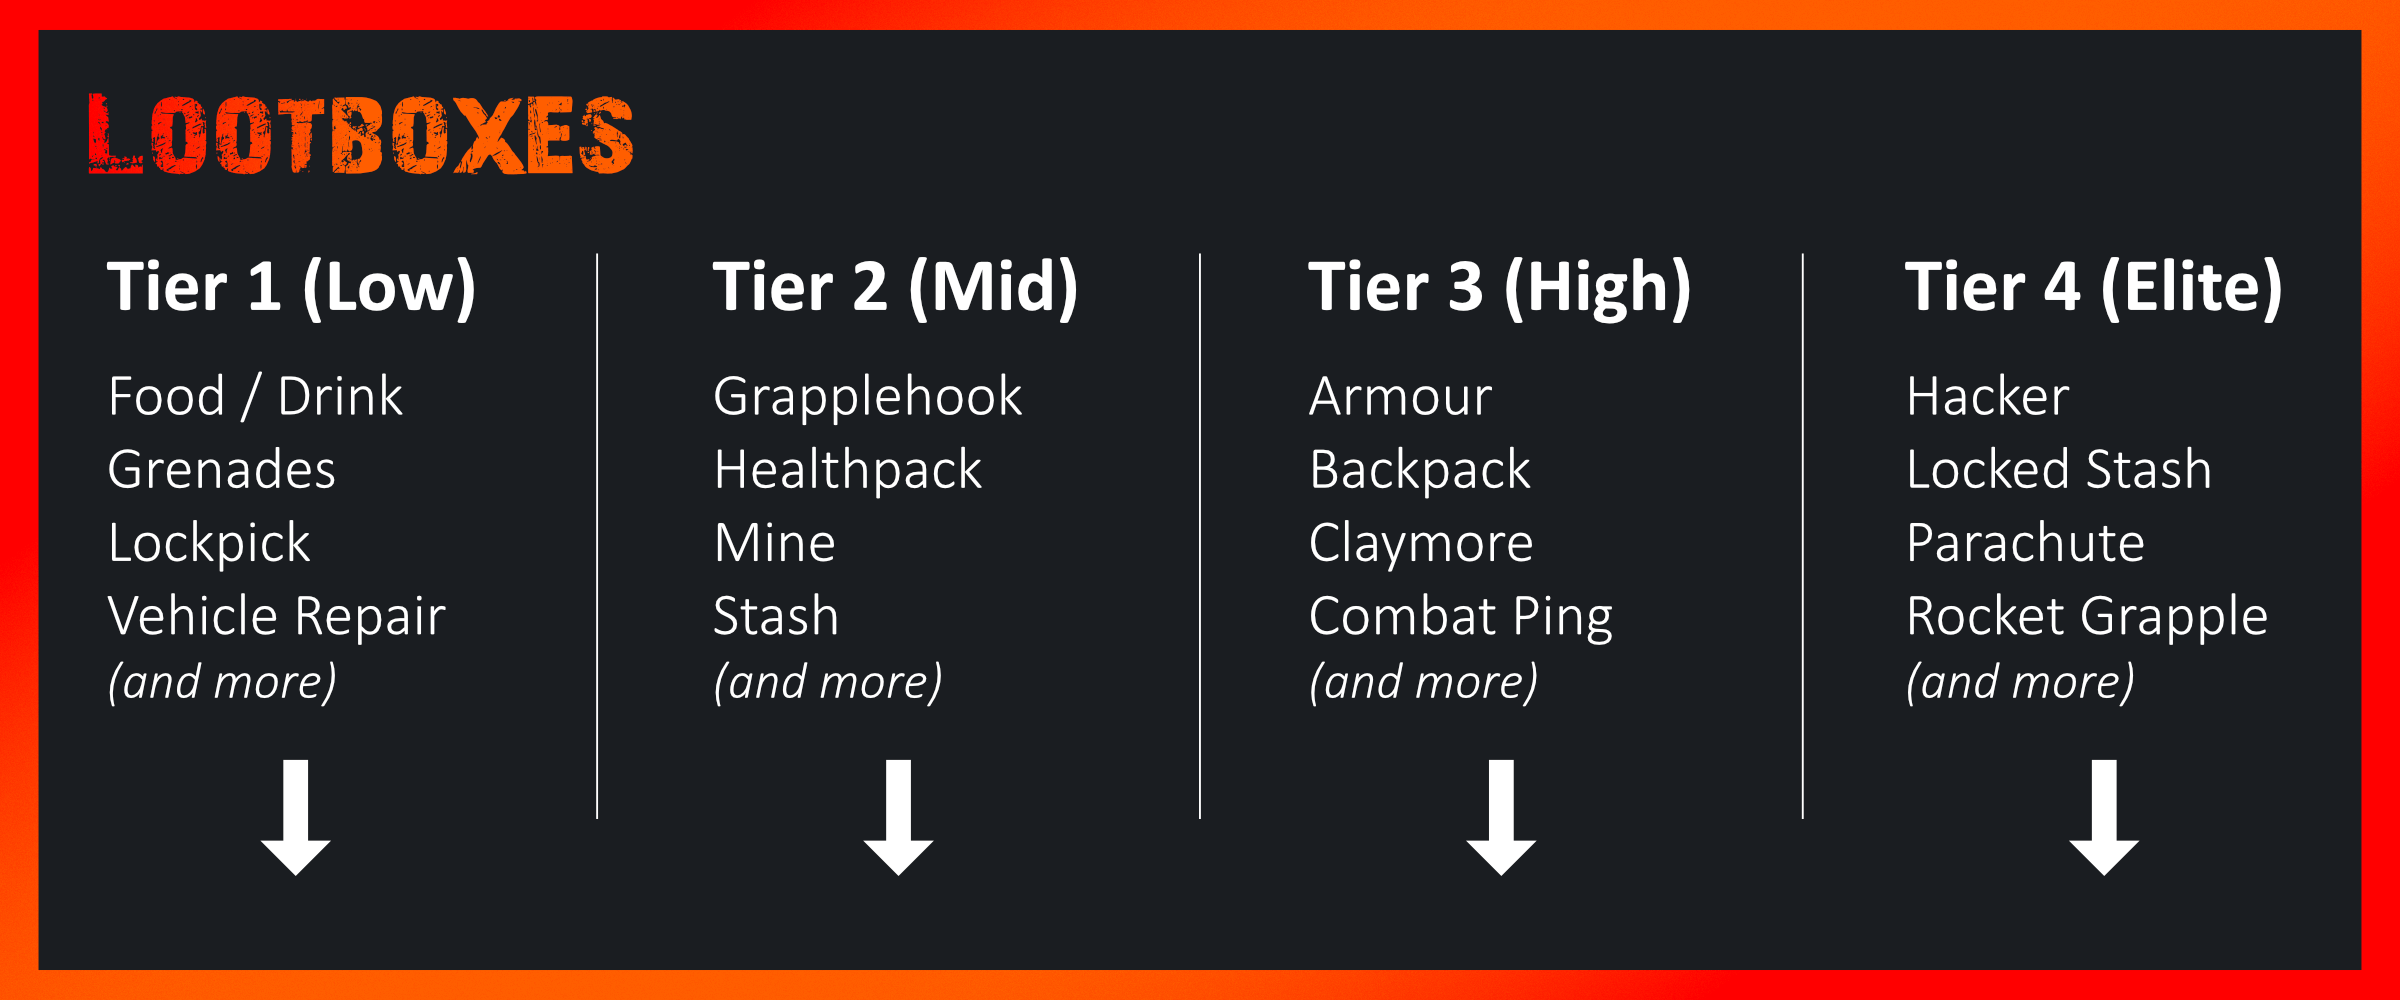 LOOTBOXES
Tier 1 (Low)
Food / Drink
Grenades
Lockpick
Vehicle Repair
(and more)
Tier 2 (Mid)
Grapplehook
Healthpack
Mine
Stash
(and more)
Tier 3 (High)
Armour
Backpack
Claymore
Combat Ping
(and more)
Tier 4 (Elite)
Hacker
Locked Stash
Parachute
Rocket Grapple
(and more)